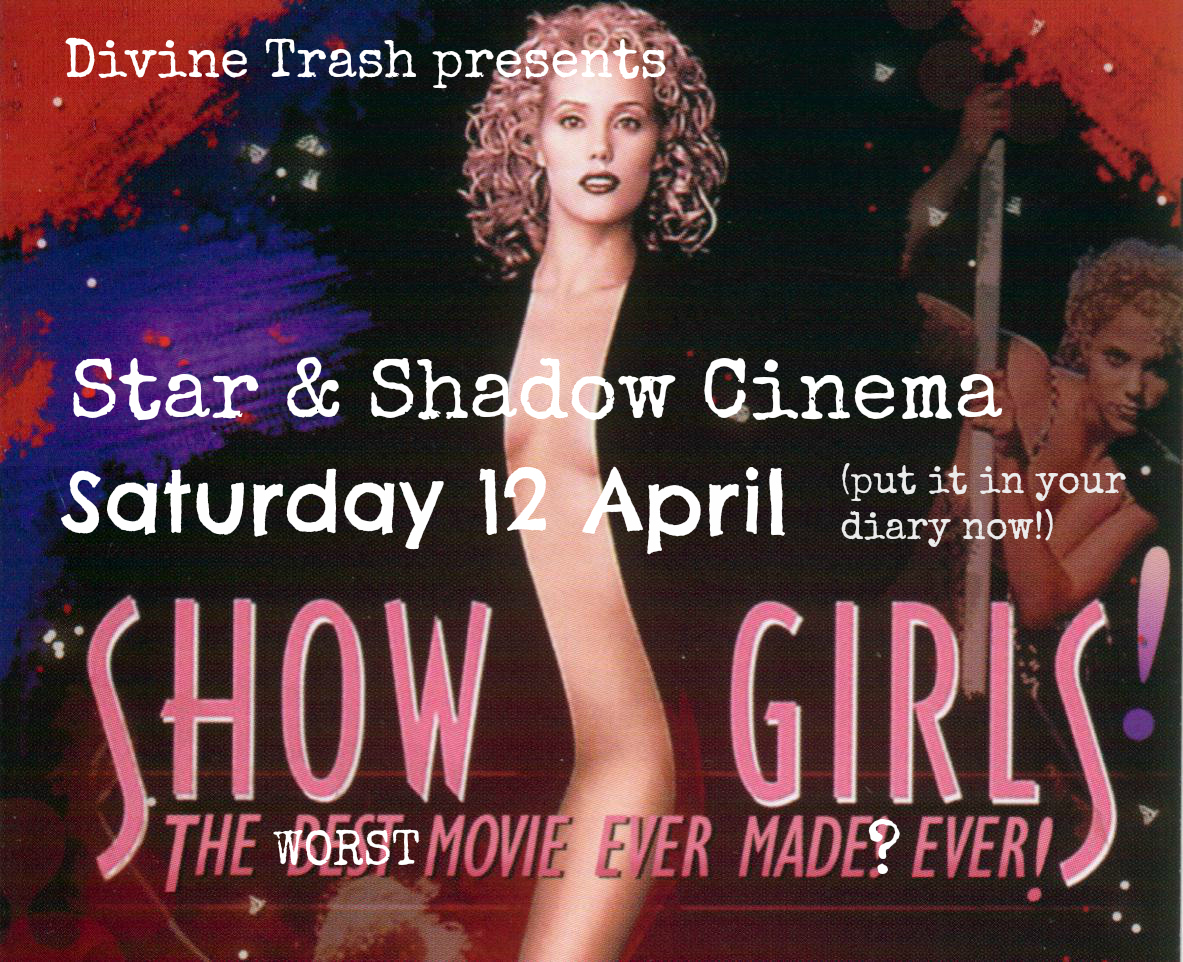 Divine Trash presents
Star & Shadow Cinema
Saturday 12 April
(put it in your
diary now!)
SHOW GIRLS!
THE BEST WORST MOVIE EVER MADE? EVER!